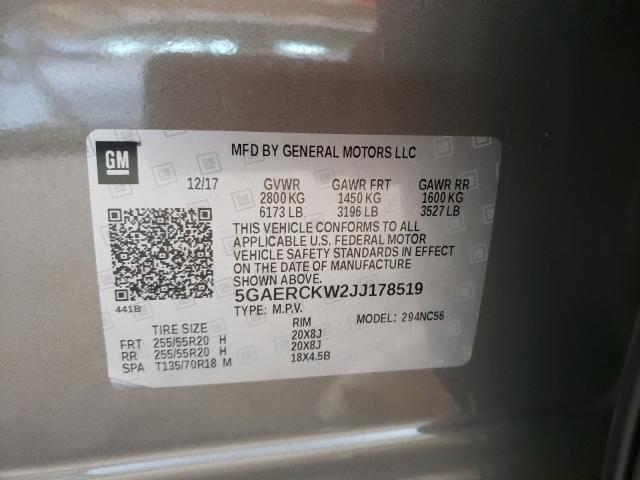 GM
MFD BY GENERAL MOTORS LLC
12/17 GVWR GAWR FRT GAWR RR
2800 KG 1450 KG 1600 KG
6173 LB 3196 LB 3527 LB
THIS VEHICLE CONFORMS TO ALL
APPLICABLE U.S. FEDERAL MOTOR
VEHICLE SAFETY STANDARDS IN EFFECT
ON THE DATE OF MANUFACTURE
SHOWN ABOVE.
5GAERCKW2JJ178519
441B TYPE: M.P.V. MODEL: 294NC56
TIRE SIZE RIM
FRT 255/55R20 H 20X8J
RR 255/55R20 H 20X8J
SPA T135/70R18 M 18X4.5B